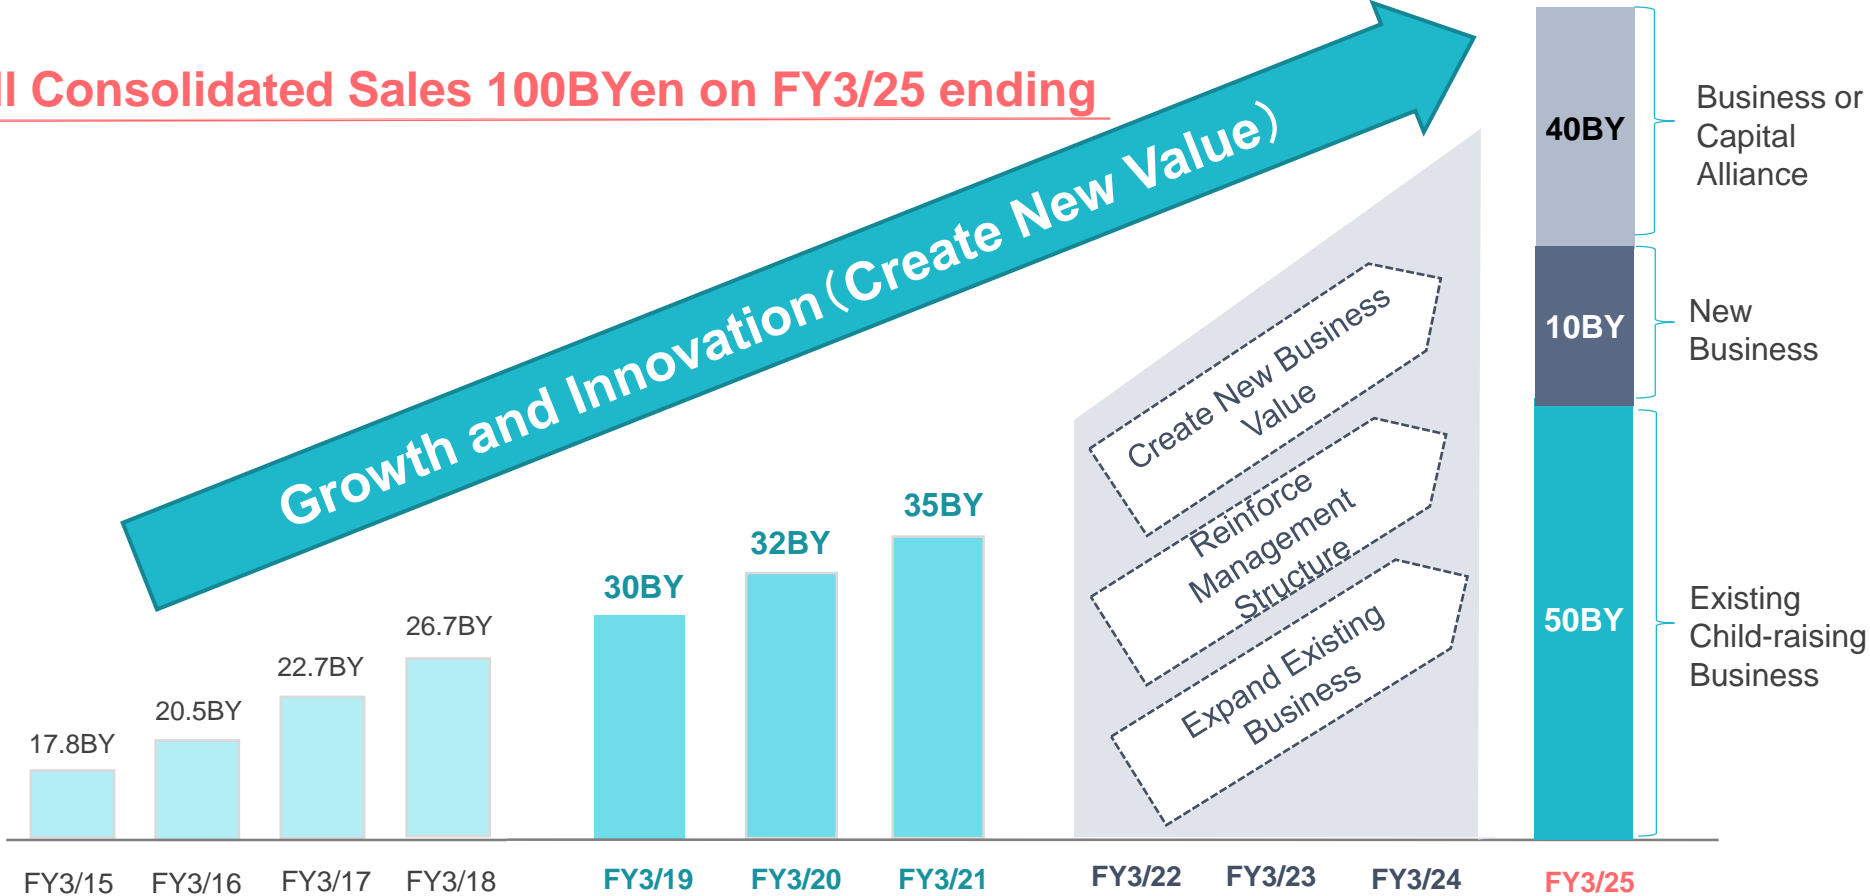 ll Consolidated Sales 100BYen on FY3/25 ending
Growth and Innovation(Create New Value)
40BY
Business or
Capital
Alliance
10BY
New
Business
50BY
Existing
Child-raising
Business
Create New Business
Value
Reinforce
Management
Structure
Expand Existing
Business
17.8BY
20.5BY
22.7BY
26.7BY
30BY
32BY
35BY
FY3/15
FY3/16
FY3/17
FY3/18
FY3/19
FY3/20
FY3/21
FY3/22
FY3/23
FY3/24
FY3/25